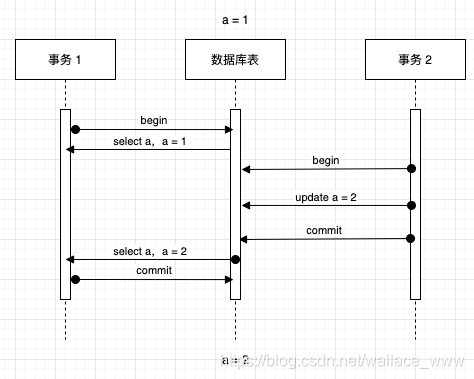 a = 1
事务 1
数据库表
事务 2
begin
select a，a = 1
begin
update a = 2
commit
select a，a = 2
commit
a = 2
https://blog.csdn.net/wallace_www